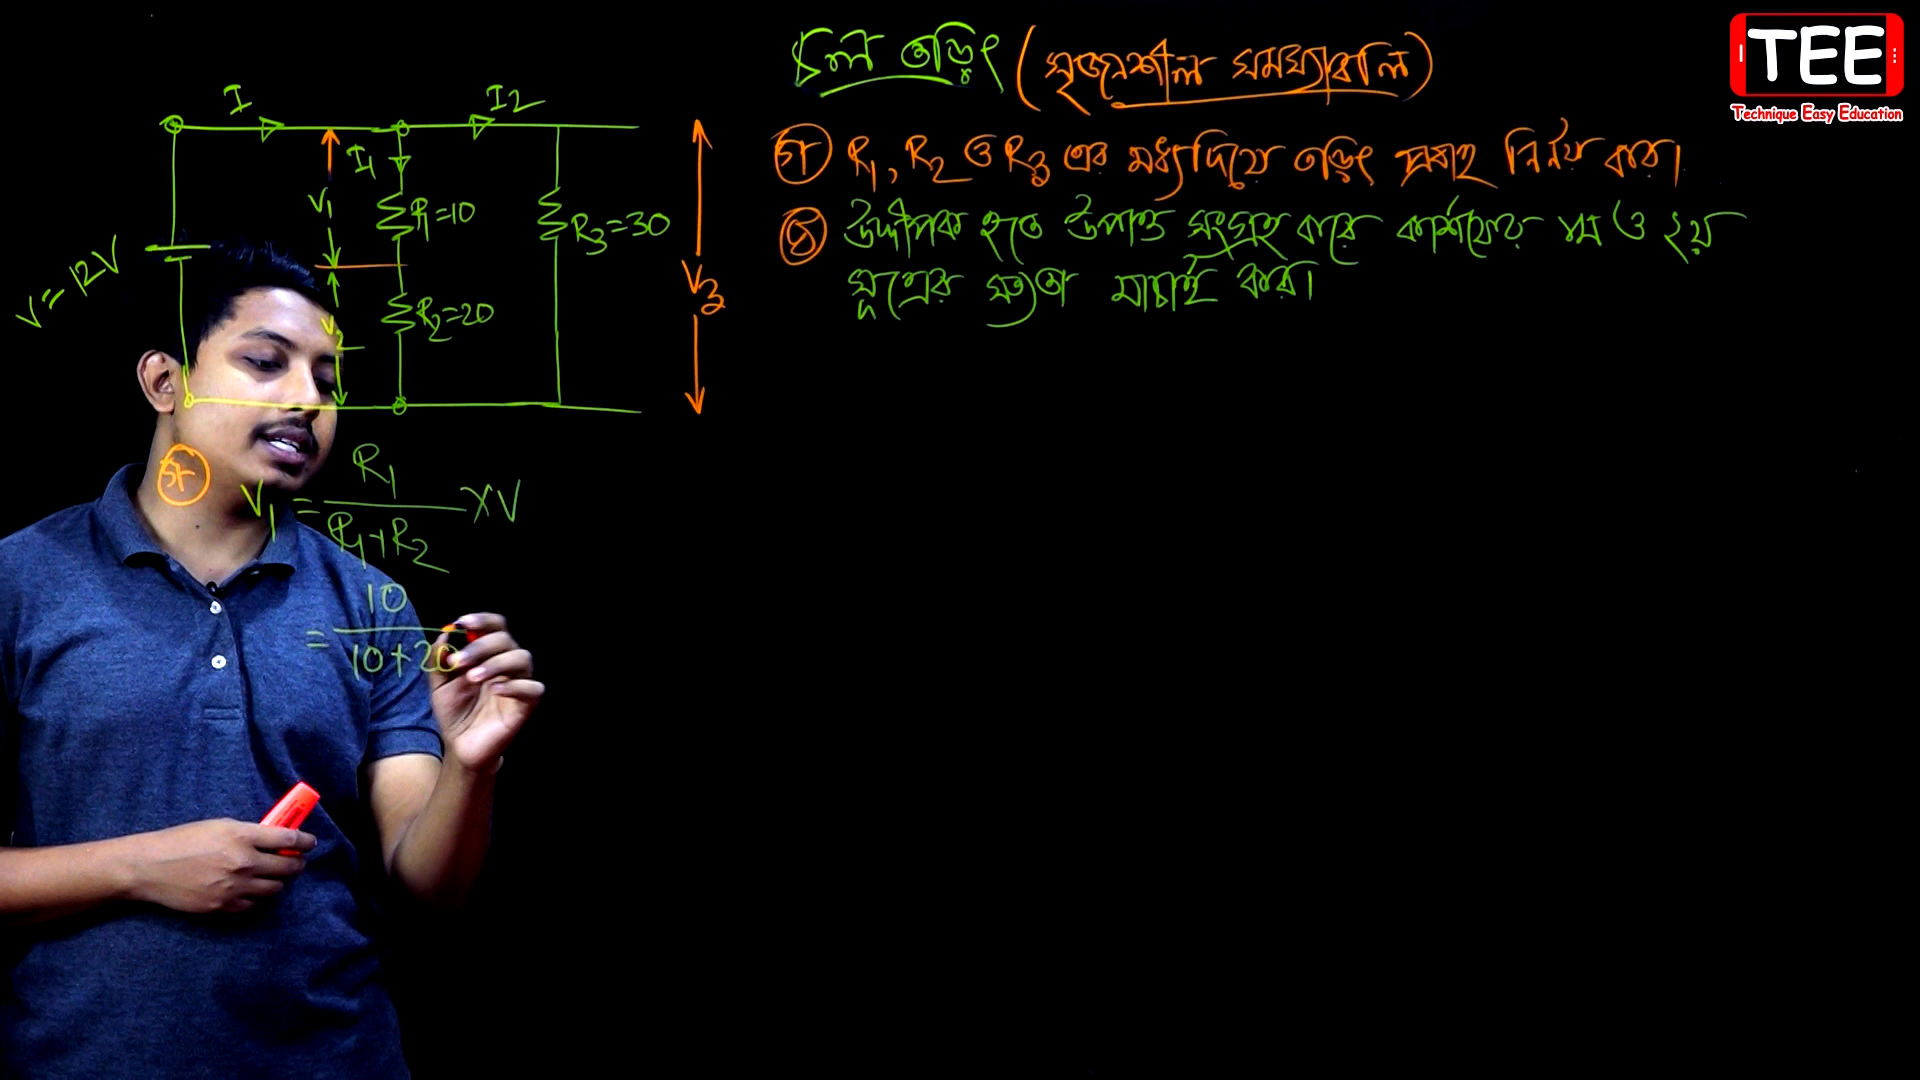 চল তড়িৎ (সৃজনশীল সমস্যাবলি)
TEE
Technique Easy Education
গ R₁, R₂ ও R₃ এর মধ্য দিয়ে তড়িৎ প্রবাহ নির্নয় কর।
ঘ উদ্দীপক হতে উপাত্ত সংগ্রহ করে কার্শফের ১ম ও ২য়
সূত্রের সত্যতা যাচাই কর।
I
I2
I₁
V₁
R₁=10
R₃=30
V=12V
V₃
V₂
R₂=20
গ V₁ = R₁ / (R₁+R₂) × V
= 10 / (10+20